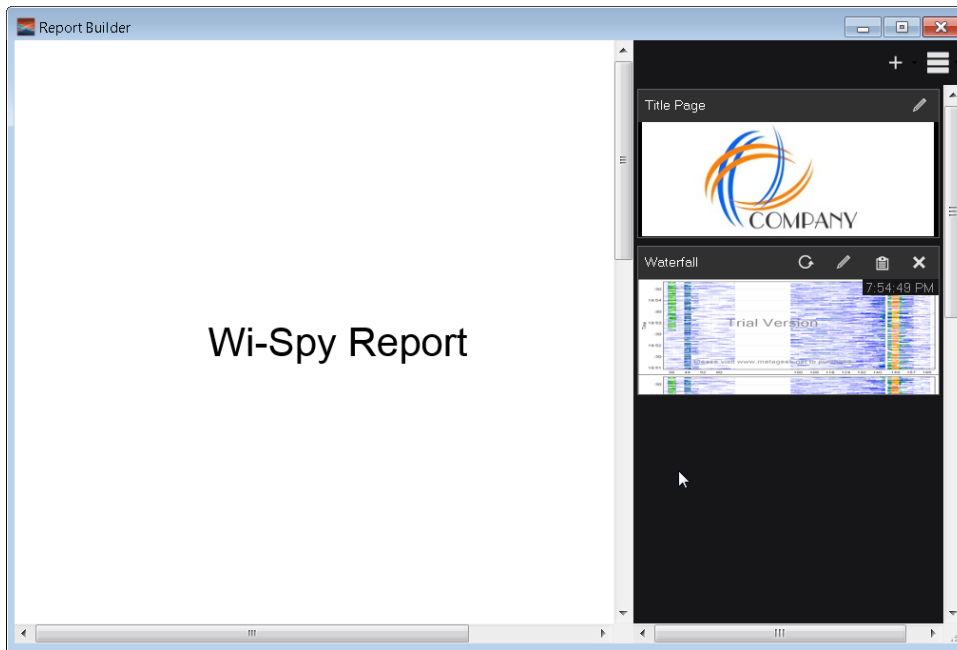 Report Builder
Wi-Spy Report
Title Page
COMPANY
Waterfall
7:54:49 PM
Trial Version